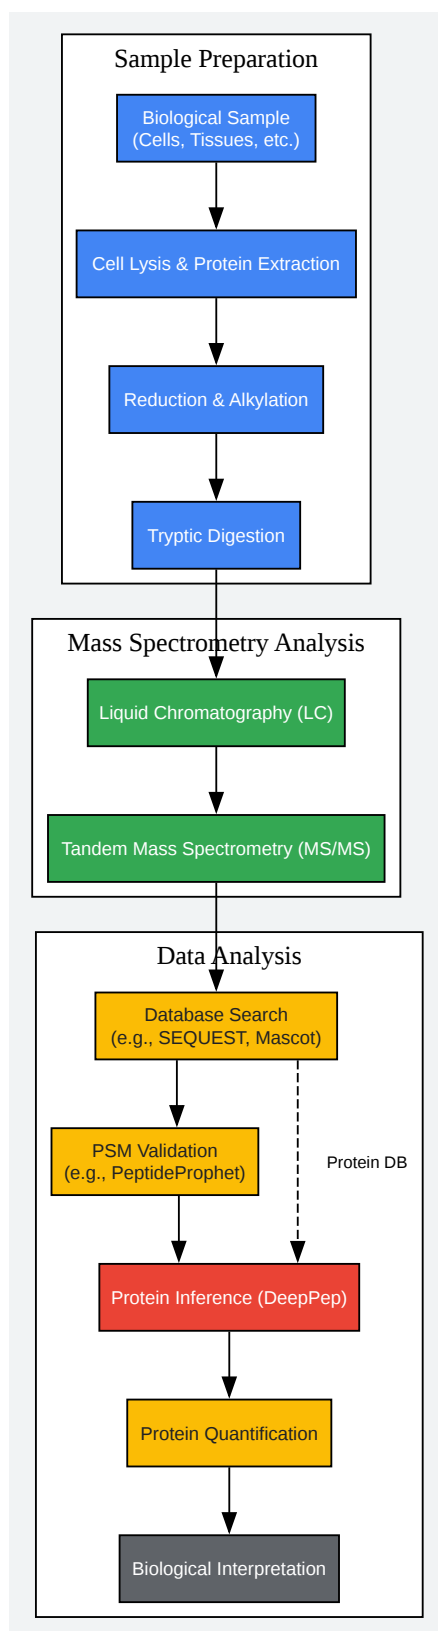 Sample Preparation
Biological Sample
(Cells, Tissues, etc.)
Cell Lysis & Protein Extraction
Reduction & Alkylation
Tryptic Digestion
Mass Spectrometry Analysis
Liquid Chromatography (LC)
Tandem Mass Spectrometry (MS/MS)
Data Analysis
Database Search
(e.g., SEQUEST, Mascot)
PSM Validation
(e.g., PeptideProphet)
Protein DB
Protein Inference (DeepPep)
Protein Quantification
Biological Interpretation